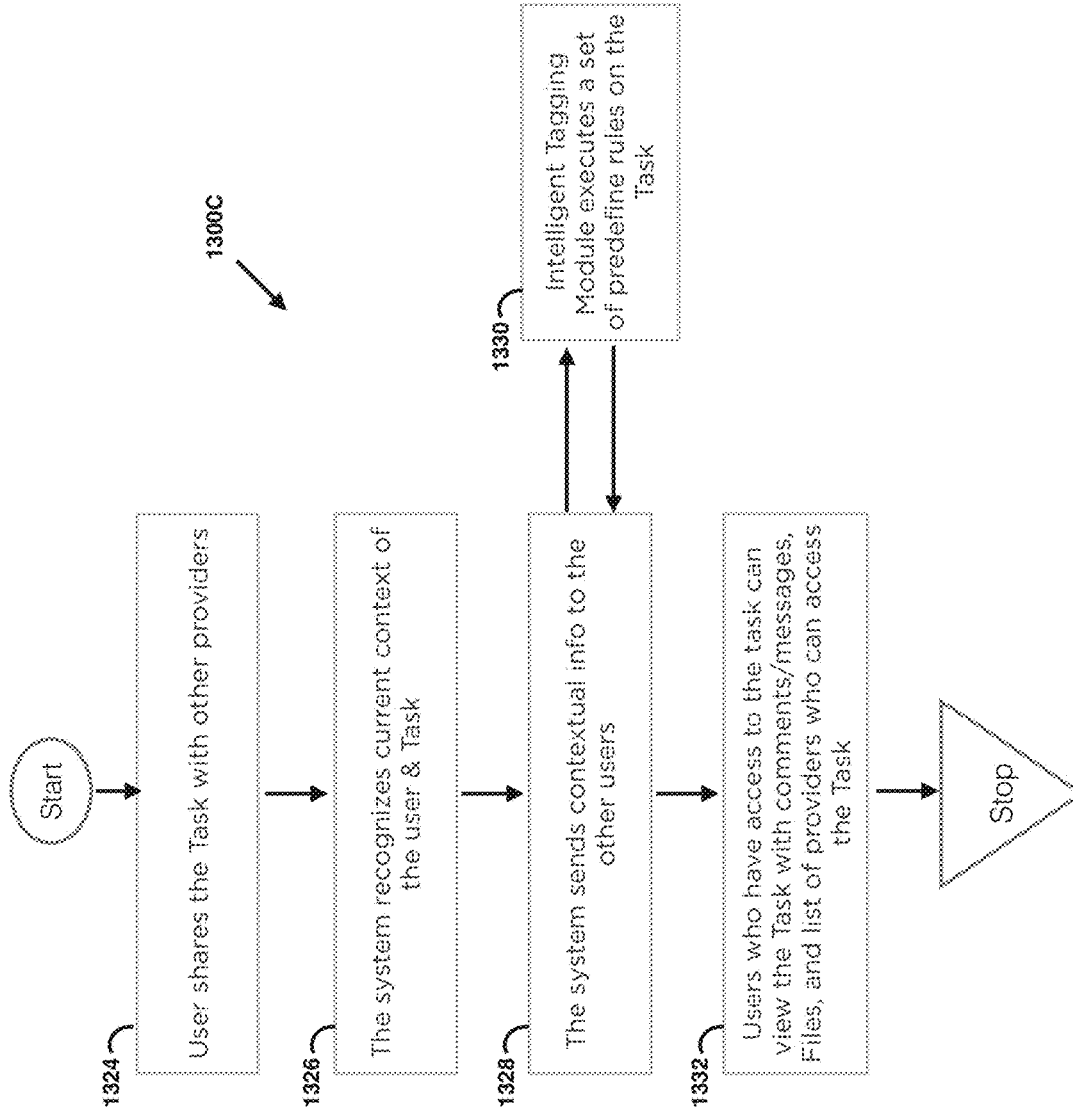 Start
1300C
1324
User shares the Task with other providers
1326
The system recognizes current context of
the user & Task
1328
The system sends contextual info to the
other users
1330
Intelligent Tagging
Module executes a set
of predefine rules on the
Task
1332
Users who have access to the task can
view the Task with comments/messages,
Files, and list of providers who can access
the Task
Stop